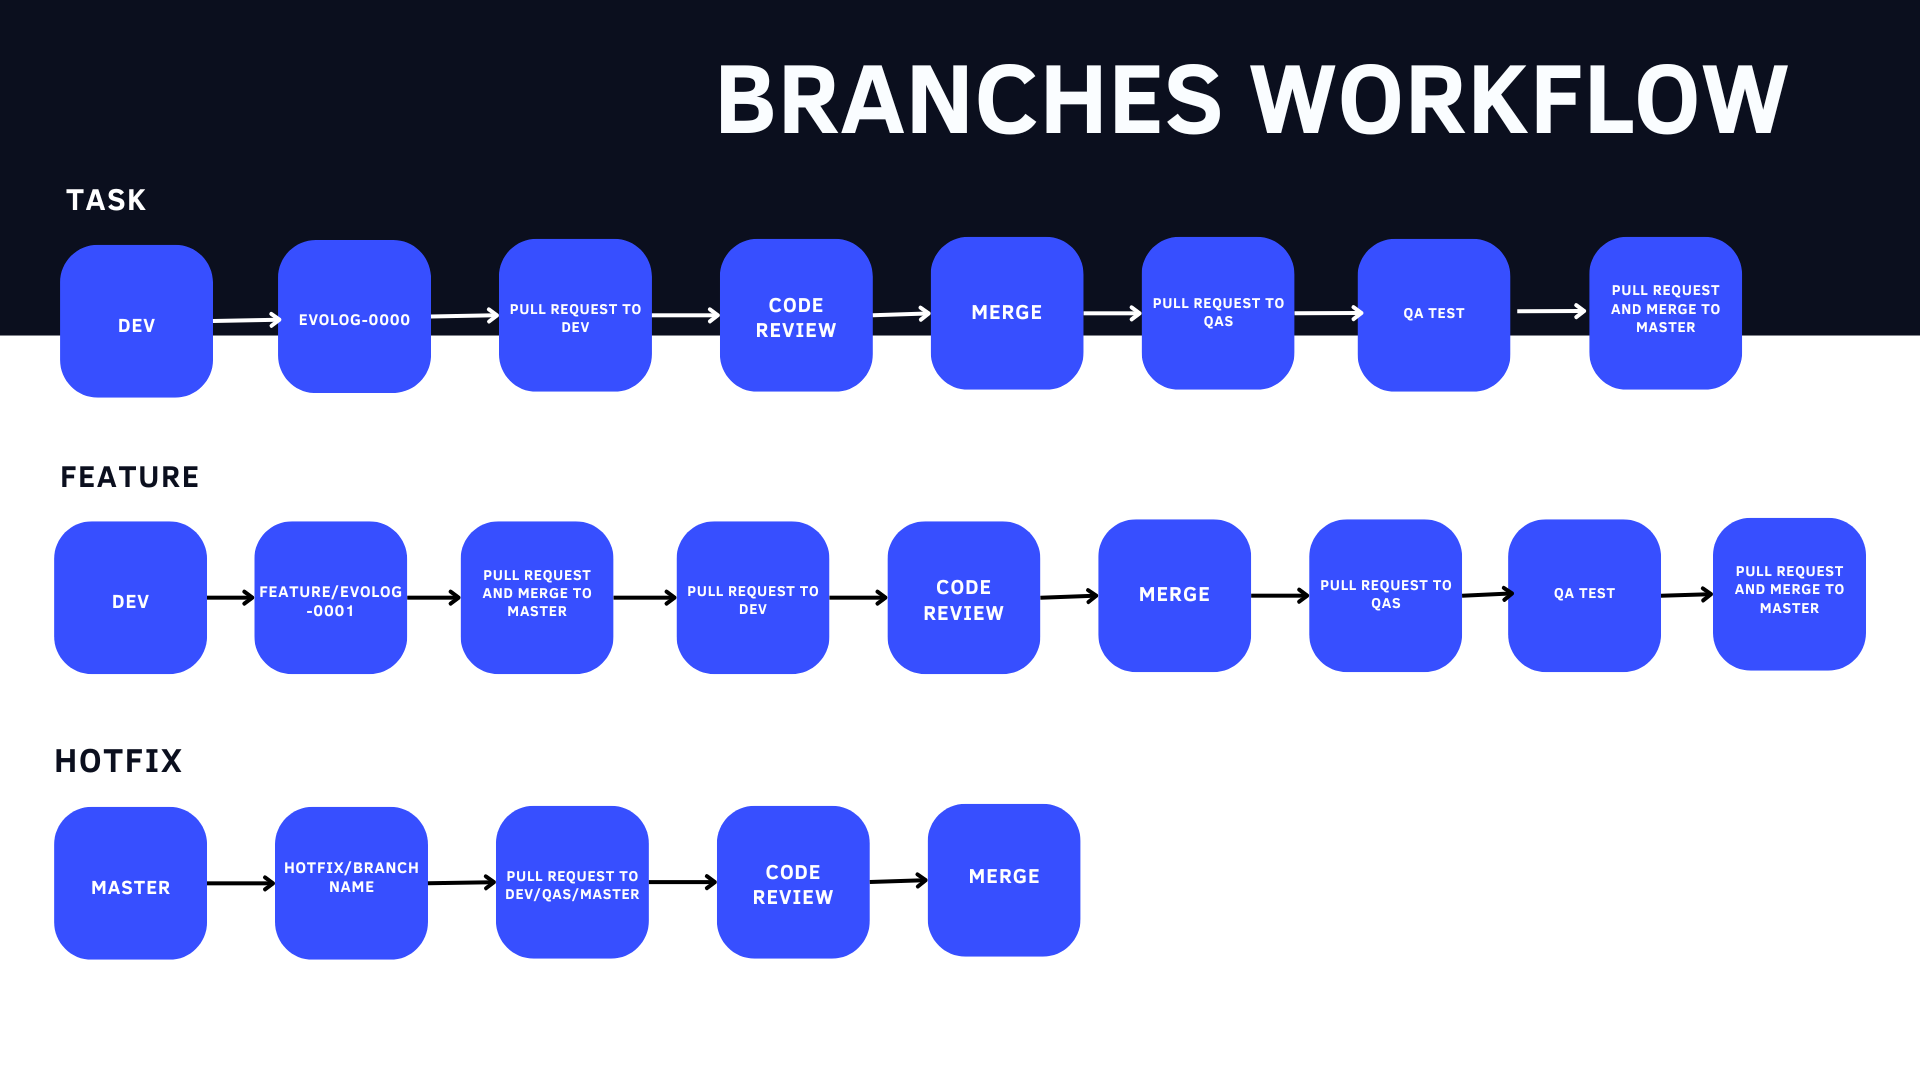 BRANCHES WORKFLOW
TASK
DEV
EVOLOG-0000
PULL REQUEST TO
DEV
CODE
REVIEW
MERGE
PULL REQUEST TO
QAS
QA TEST
PULL REQUEST
AND MERGE TO
MASTER
FEATURE
DEV
FEATURE/EVOLOG
-0001
PULL REQUEST
AND MERGE TO
MASTER
PULL REQUEST TO
DEV
CODE
REVIEW
MERGE
PULL REQUEST TO
QAS
QA TEST
PULL REQUEST
AND MERGE TO
MASTER
HOTFIX
MASTER
HOTFIX/BRANCH
NAME
PULL REQUEST TO
DEV/QAS/MASTER
CODE
REVIEW
MERGE